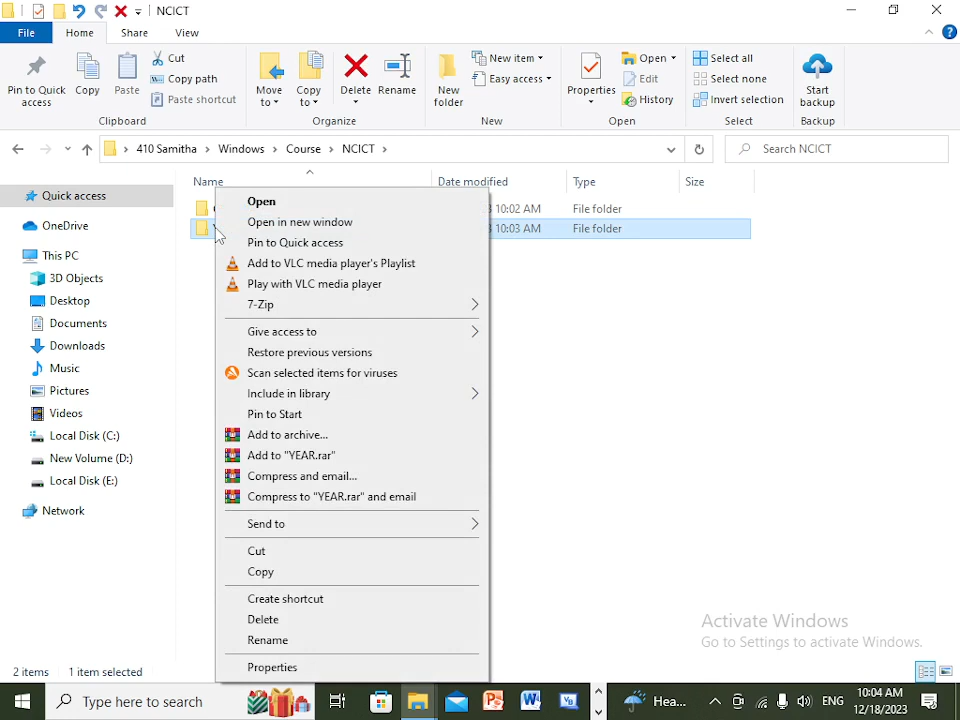 NCICT
File Home Share View
Pin to Quick access
Copy
Paste
Cut
Copy path
Paste shortcut
Clipboard
Move to
Copy to
Delete
Rename
Organize
New folder
New item
Easy access
New
Properties
Open
Edit
History
Open
Select all
Select none
Invert selection
Select
Start backup
Backup
410 Samitha Windows Course NCICT
Search NCICT
Name Date modified Type Size
10:02 AM File folder
10:03 AM File folder
Quick access
OneDrive
This PC
3D Objects
Desktop
Documents
Downloads
Music
Pictures
Videos
Local Disk (C:)
New Volume (D:)
Local Disk (E:)
Network
Open
Open in new window
Pin to Quick access
Add to VLC media player's Playlist
Play with VLC media player
7-Zip
Give access to
Restore previous versions
Scan selected items for viruses
Include in library
Pin to Start
Add to archive...
Add to "YEAR.rar"
Compress and email...
Compress to "YEAR.rar" and email
Send to
Cut
Copy
Create shortcut
Delete
Rename
Properties
Activate Windows
Go to Settings to activate Windows.
2 items 1 item selected
Type here to search
Hea... ENG 10:04 AM
12/18/2023